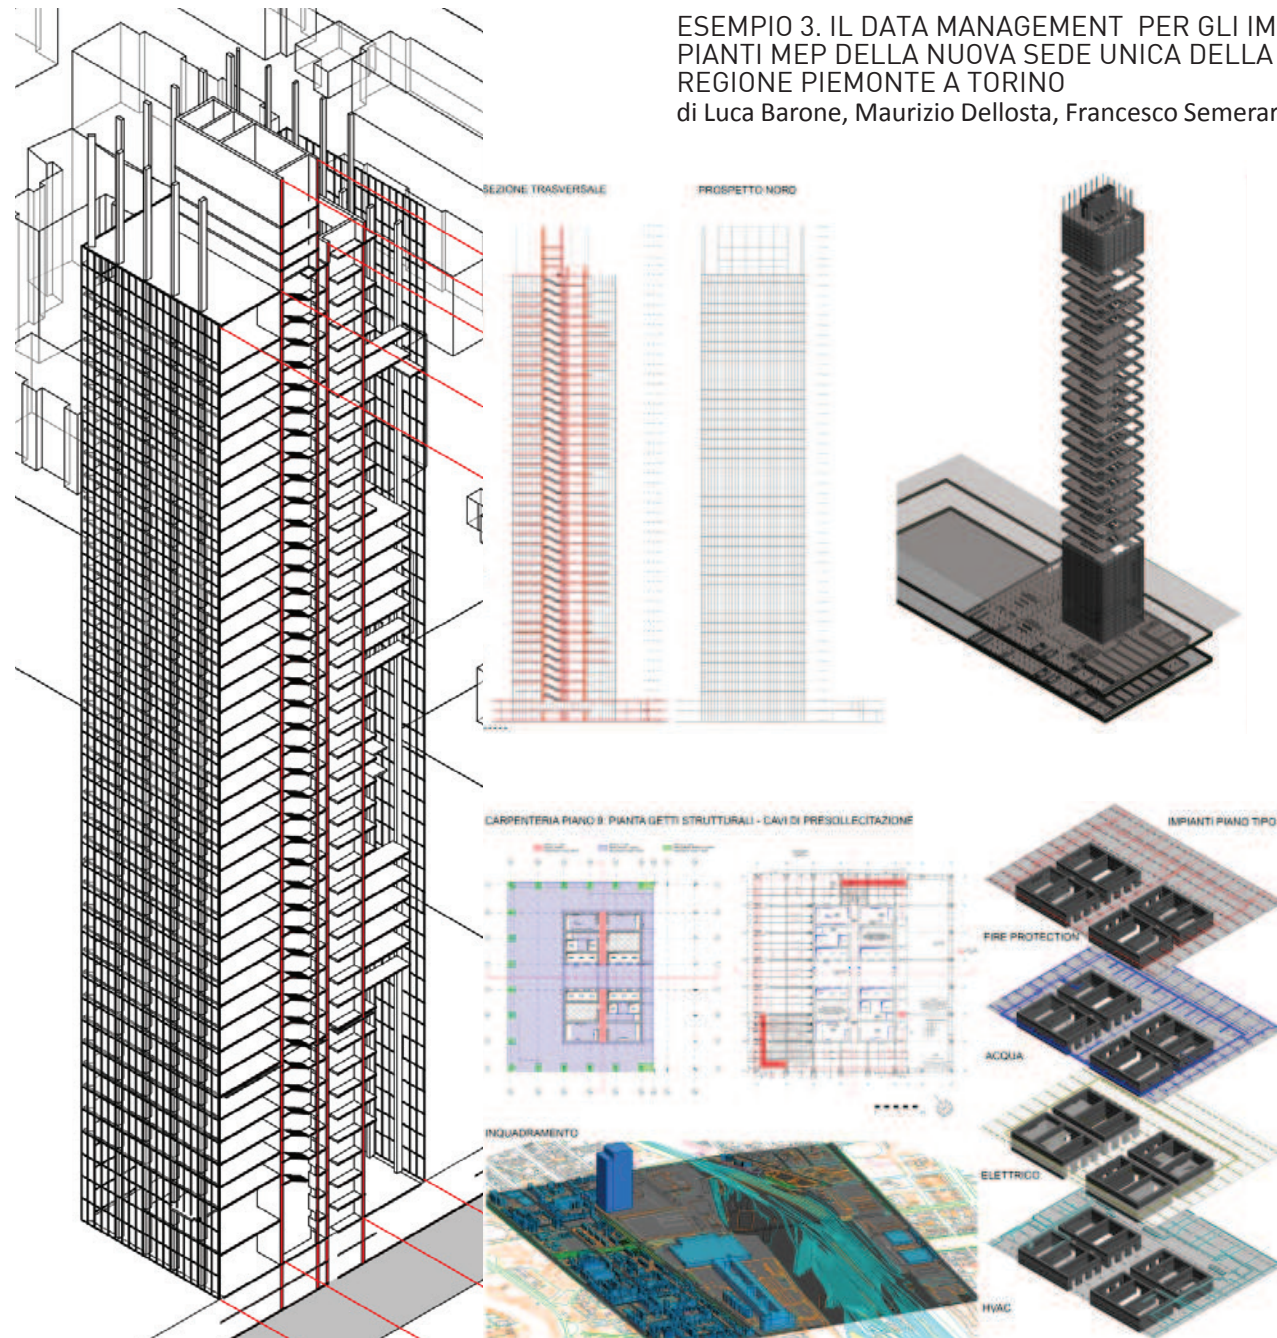 ESEMPIO 3. IL DATA MANAGEMENT PER GLI IM
PIANTI MEP DELLA NUOVA SEDE UNICA DELLA
REGIONE PIEMONTE A TORINO
di Luca Barone, Maurizio Dellosta, Francesco Semerar
SEZIONE TRASVERSALE
PROSPETTO NORD
CARPENTERIA PIANO 9: PIANTA GETTI STRUTTURALI - CAVI DI PRESOLLECITAZIONE
IMPIANTI PIANO TIPO
FIRE PROTECTION
ACQUA
INQUADRAMENTO
ELETTRICO
HVAC